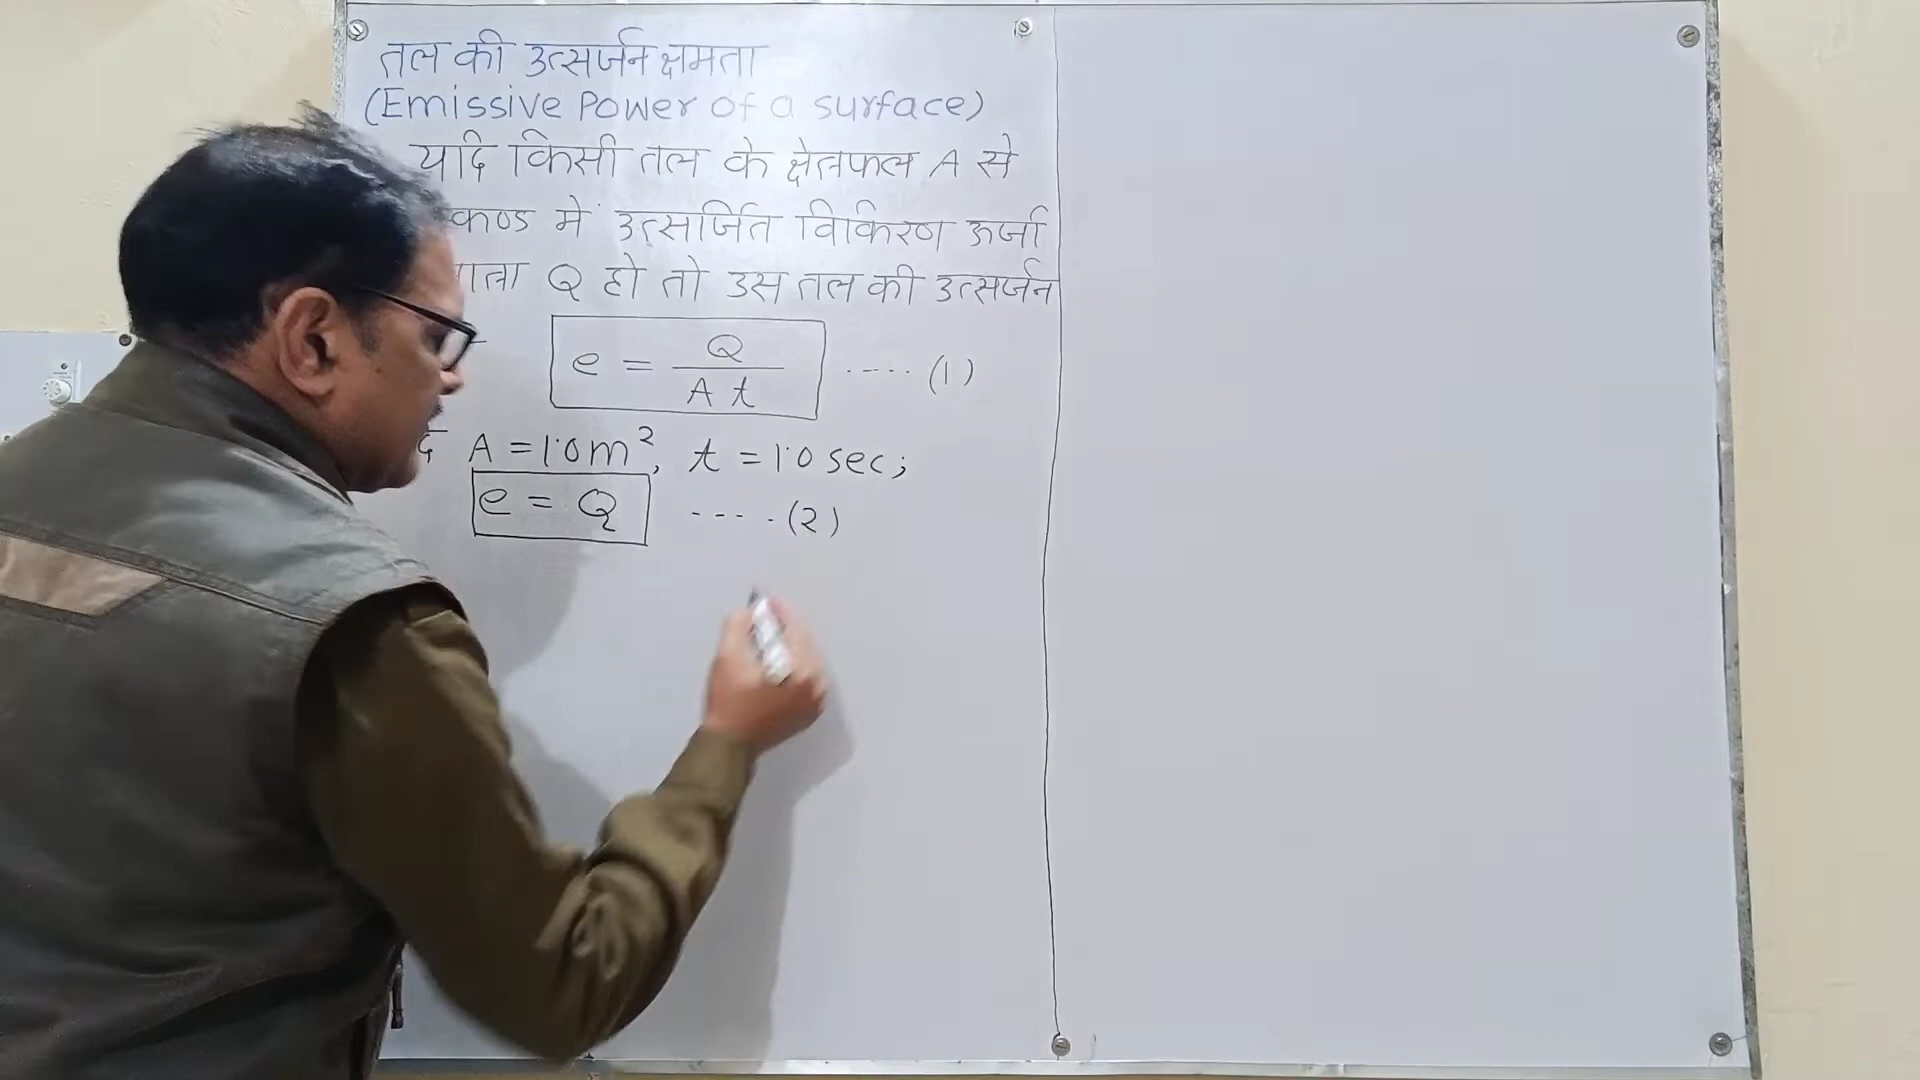 तल की उत्सर्जन क्षमता
(Emissive Power of a surface)
यदि किसी तल के क्षेत्रफल A से
में उत्सर्जित विकिरण ऊर्जा
Q हो तो उस तल की उत्सर्जन
e = Q / A t ---- (1)
A = 1.0 m², t = 1.0 sec;
e = Q ---- (2)